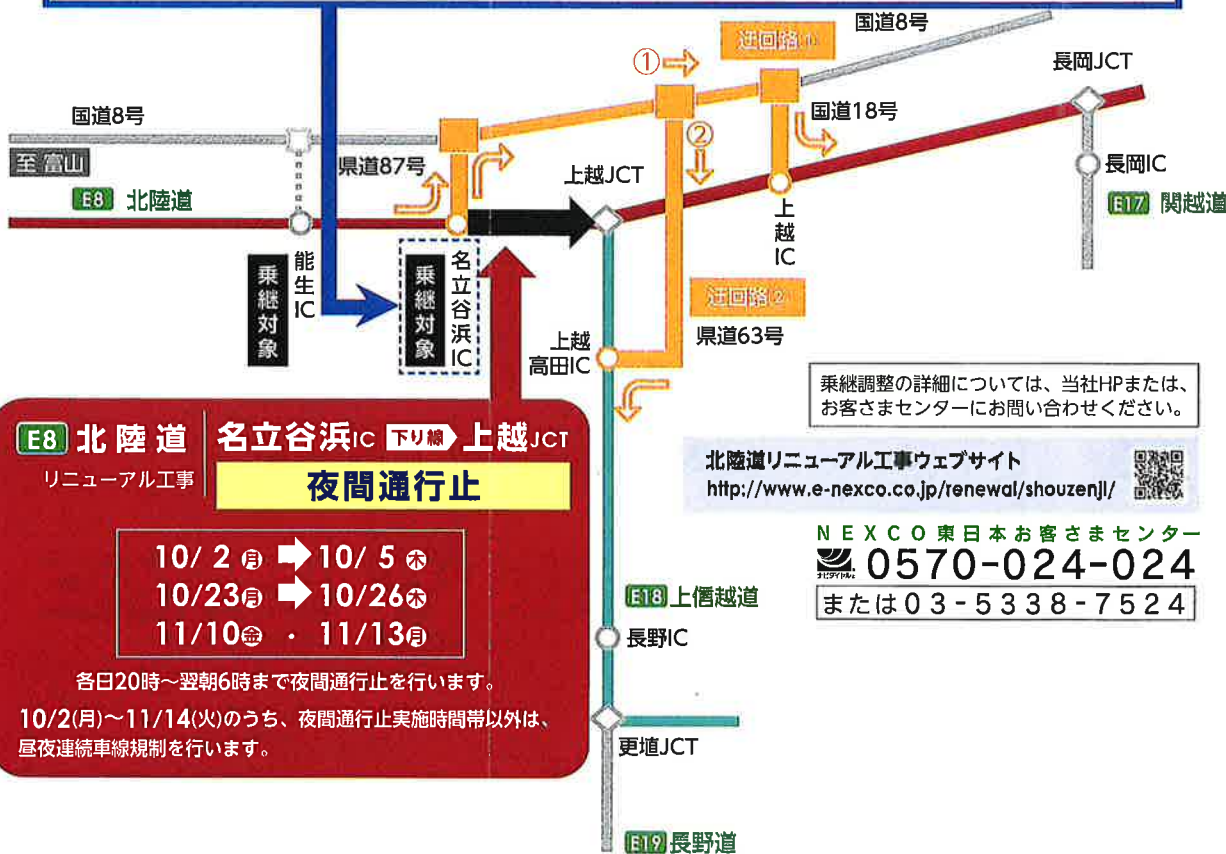 国道8号
迂回路(1)
①
長岡JCT
国道8号
国道18号
②
至 富山
県道87号
上越JCT
長岡IC
E8 北陸道
E17 関越道
上越IC
能生IC
乗継対象
名立谷浜IC
乗継対象
迂回路(2)
県道63号
上越
高田IC
乗継調整の詳細については、当社HPまたは、
お客さまセンターにお問い合わせください。
E8 北陸道
リニューアル工事
名立谷浜IC 下り線 上越JCT
夜間通行止
北陸道リニューアル工事ウェブサイト
http://www.e-nexco.co.jp/renewal/shouzenji/
10/ 2 月 ➡ 10/ 5 木
10/23月 ➡ 10/26木
11/10金 ・ 11/13月
NEXCO東日本お客さまセンター
ナビダイヤル 0570-024-024
または03-5338-7524
E18 上信越道
長野IC
各日20時～翌朝6時まで夜間通行止を行います。
10/2(月)～11/14(火)のうち、夜間通行止実施時間帯以外は、
昼夜連続車線規制を行います。
更埴JCT
E19 長野道